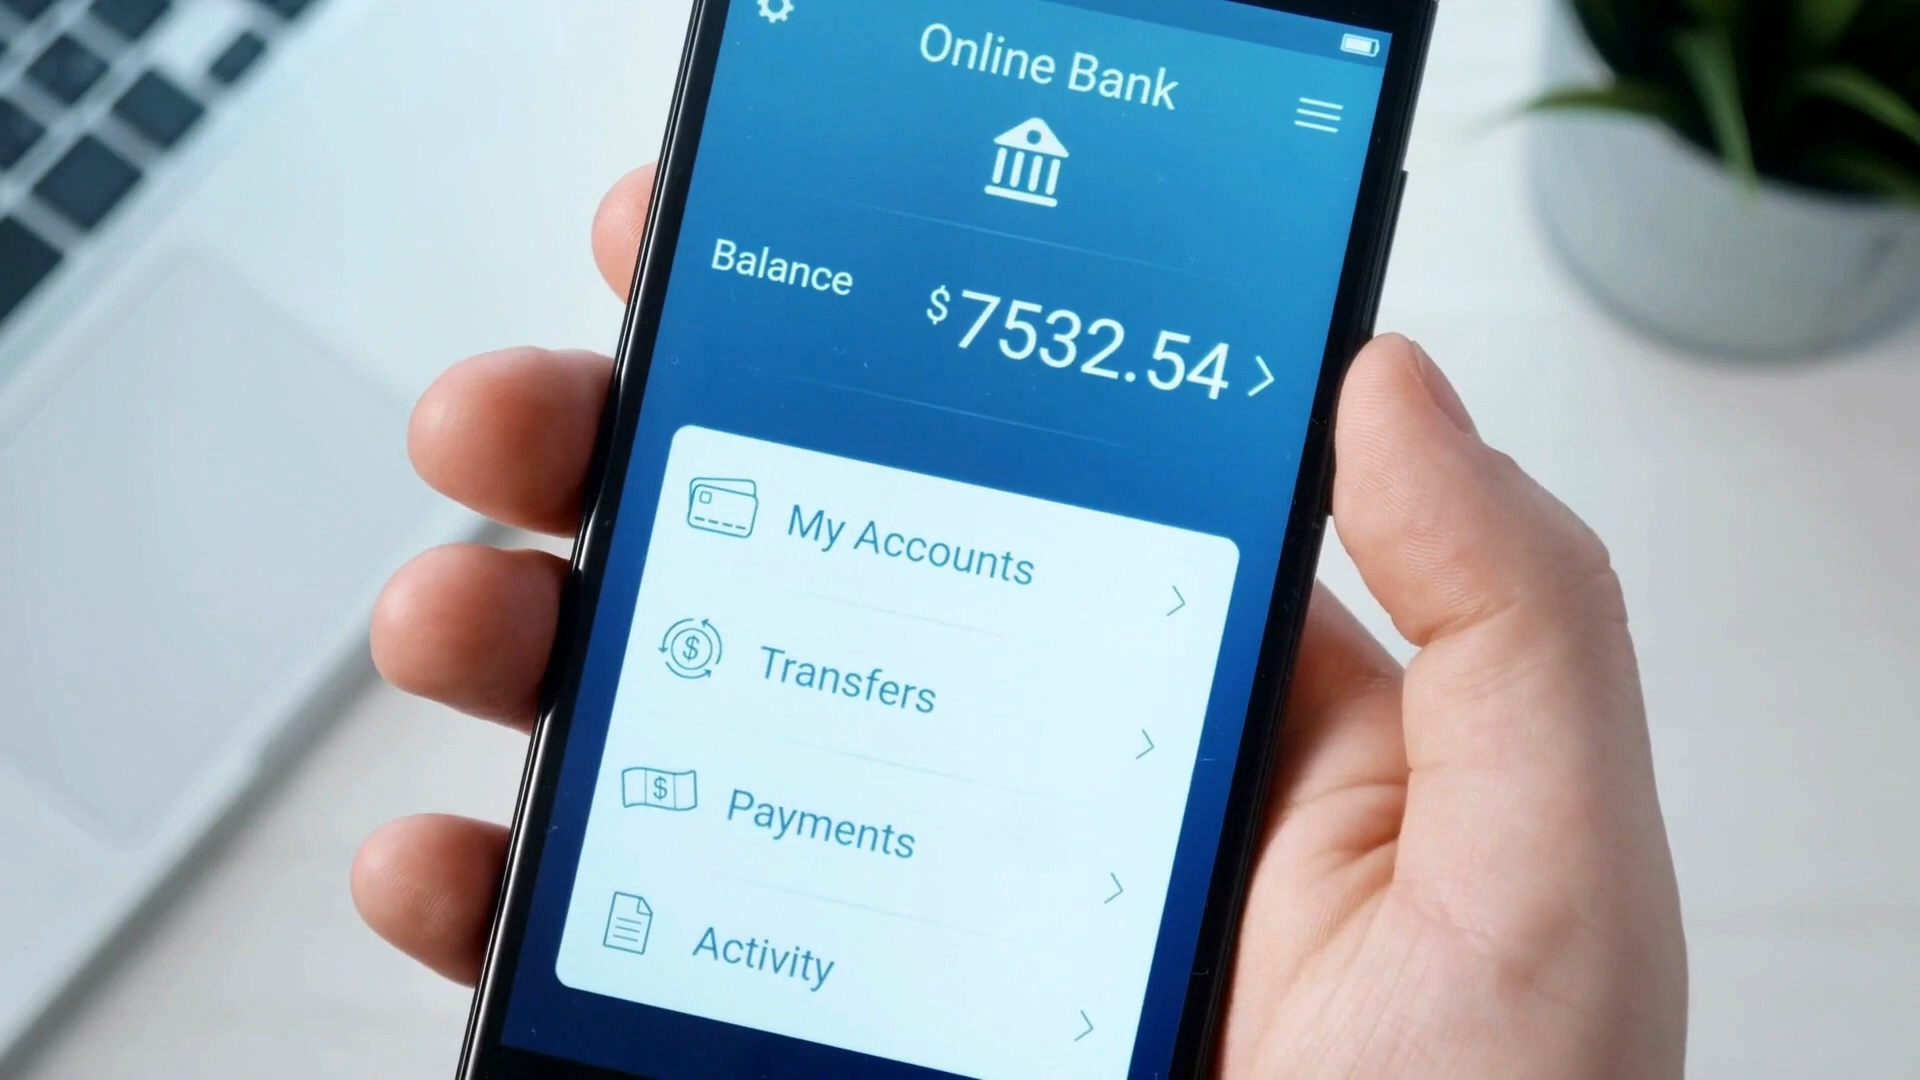 Online Bank
Balance $7532.54
My Accounts
Transfers
Payments
Activity